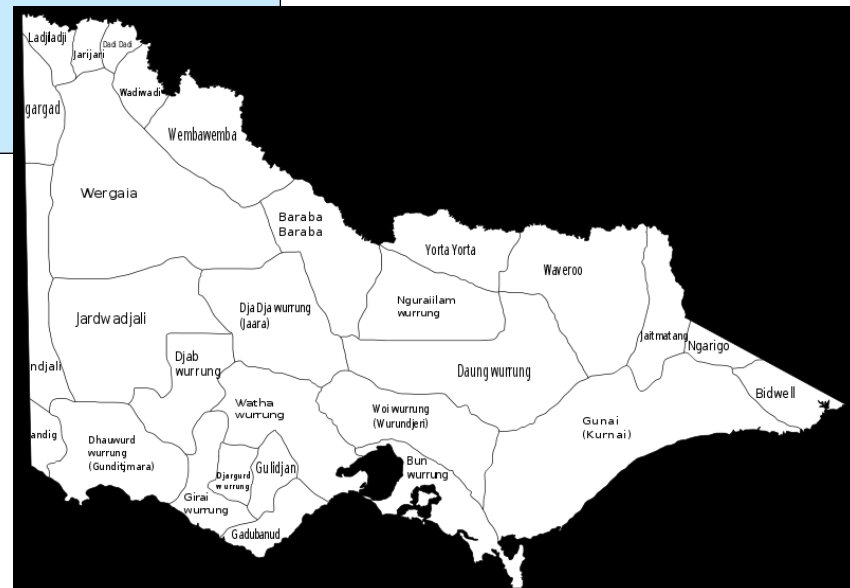 Ladjiladji
Jarijari
Dadi Dadi
Wadiwadi
gargad
Wembawemba
Wergaia
Baraba
Baraba
Yorta Yorta
Waveroo
Nguraiilam
wurrung
Dja Dja wurrung
(Jaara)
Jardwadjali
Jaitmatang
Ngarigo
Djab
wurrung
ndjali
Daung wurrung
Bidwell
Watha
wurrung
Woi wurrung
(Wurundjeri)
Gunai
(Kurnai)
andig
Dhauwurd
wurrung
(Gunditjmara)
Bun
wurrung
Gulidjan
Djargurd
wurrung
Girai
wurrung
Gadubanud